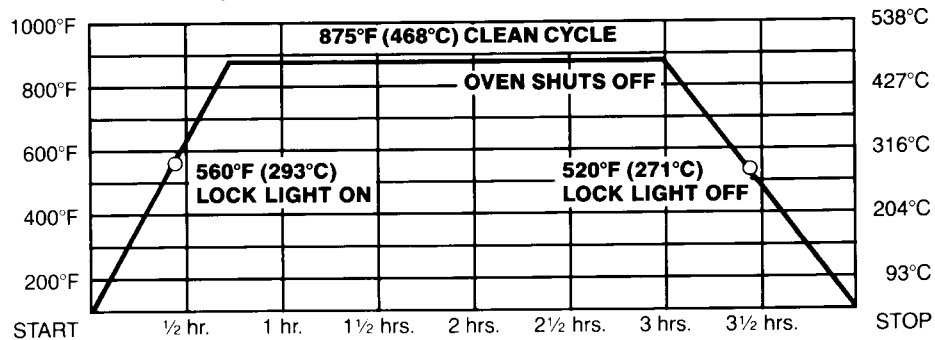 1000°F
800°F
600°F
400°F
200°F
875°F (468°C) CLEAN CYCLE
OVEN SHUTS OFF
560°F (293°C)
LOCK LIGHT ON
520°F (271°C)
LOCK LIGHT OFF
538°C
427°C
316°C
204°C
93°C
START ½ hr. 1 hr. 1½ hrs. 2 hrs. 2½ hrs. 3 hrs. 3½ hrs. STOP